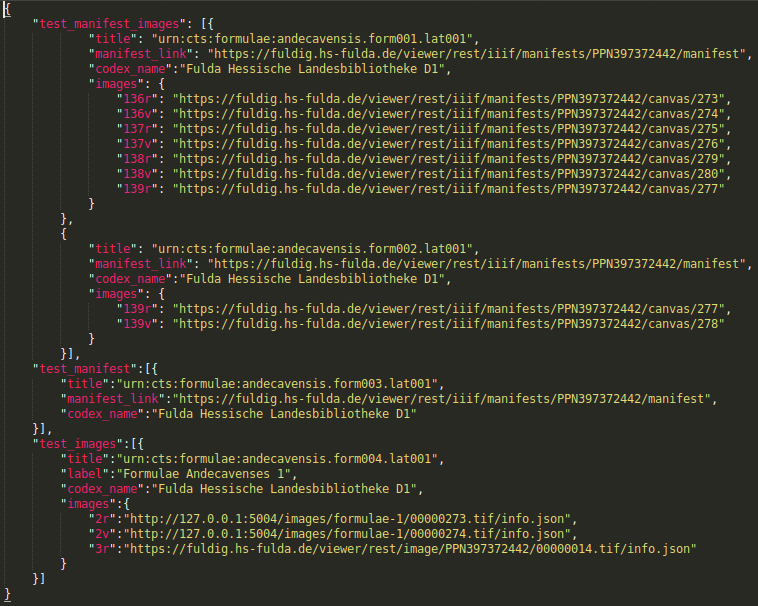 {
    "test_manifest_images": [{
            "title": "urn:cts:formulae:andecavensis.form001.lat001",
            "manifest_link": "https://fuldig.hs-fulda.de/viewer/rest/iiif/manifests/PPN397372442/manifest",
            "codex_name":"Fulda Hessische Landesbibliotheke D1",
            "images": {
                "136r": "https://fuldig.hs-fulda.de/viewer/rest/iiif/manifests/PPN397372442/canvas/273",
                "136v": "https://fuldig.hs-fulda.de/viewer/rest/iiif/manifests/PPN397372442/canvas/274",
                "137r": "https://fuldig.hs-fulda.de/viewer/rest/iiif/manifests/PPN397372442/canvas/275",
                "137v": "https://fuldig.hs-fulda.de/viewer/rest/iiif/manifests/PPN397372442/canvas/276",
                "138r": "https://fuldig.hs-fulda.de/viewer/rest/iiif/manifests/PPN397372442/canvas/279",
                "138v": "https://fuldig.hs-fulda.de/viewer/rest/iiif/manifests/PPN397372442/canvas/280",
                "139r": "https://fuldig.hs-fulda.de/viewer/rest/iiif/manifests/PPN397372442/canvas/277"
            }
        },
        {
            "title": "urn:cts:formulae:andecavensis.form002.lat001",
            "manifest_link": "https://fuldig.hs-fulda.de/viewer/rest/iiif/manifests/PPN397372442/manifest",
            "codex_name":"Fulda Hessische Landesbibliotheke D1",
            "images": {
                "139r": "https://fuldig.hs-fulda.de/viewer/rest/iiif/manifests/PPN397372442/canvas/277",
                "139v": "https://fuldig.hs-fulda.de/viewer/rest/iiif/manifests/PPN397372442/canvas/278"
            }
        }],
    "test_manifest":[{
        "title":"urn:cts:formulae:andecavensis.form003.lat001",
        "manifest_link":"https://fuldig.hs-fulda.de/viewer/rest/iiif/manifests/PPN397372442/manifest",
        "codex_name":"Fulda Hessische Landesbibliotheke D1"
    }],
    "test_images":[{
        "title":"urn:cts:formulae:andecavensis.form004.lat001",
        "label":"Formulae Andecavenses 1",
        "codex_name":"Fulda Hessische Landesbibliotheke D1",
        "images":{
            "2r":"http://127.0.0.1:5004/images/formulae-1/00000273.tif/info.json",
            "2v":"http://127.0.0.1:5004/images/formulae-1/00000274.tif/info.json",
            "3r":"https://fuldig.hs-fulda.de/viewer/rest/image/PPN397372442/00000014.tif/info.json"
        }
    }]
}